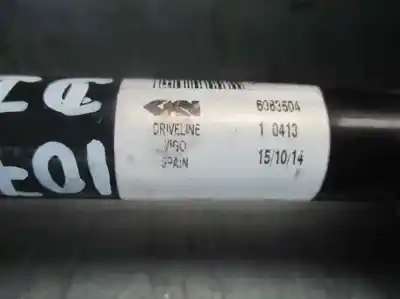 GKN 6083504
DRIVELINE 1 0413
VIGO
SPAIN 15/10/14